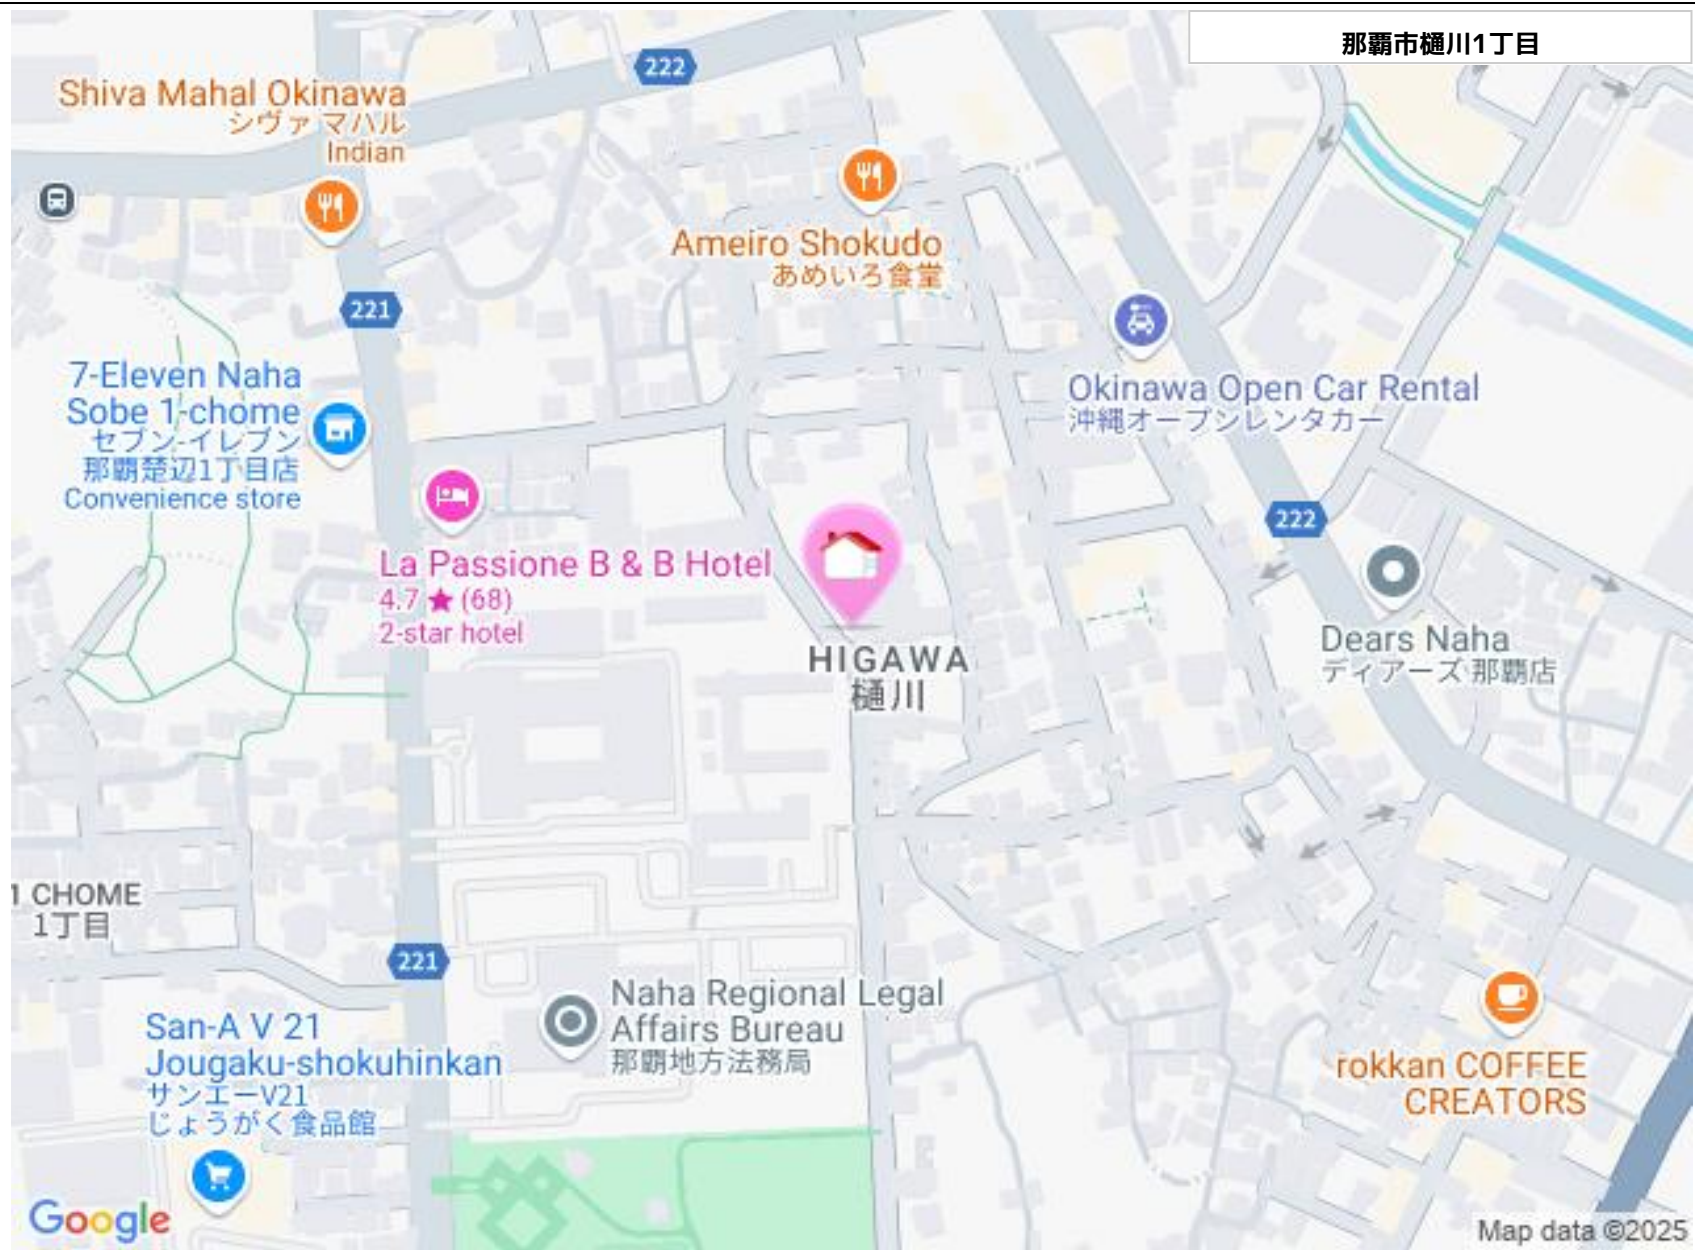 那覇市樋川1丁目
222
Shiva Mahal Okinawa
シヴァ マハル
Indian
Ameiro Shokudo
あめいろ食堂
221
7-Eleven Naha
Sobe 1-chome
セブン-イレブン
那覇楚辺1丁目店
Convenience store
Okinawa Open Car Rental
沖縄オープンレンタカー
222
La Passione B & B Hotel
4.7 ★ (68)
2-star hotel
Dears Naha
ディアーズ 那覇店
HIGAWA
樋川
1 CHOME
1丁目
221
Naha Regional Legal
Affairs Bureau
那覇地方法務局
San-A V 21
Jougaku-shokuhinkan
サンエーV21
じょうがく食品館
rokkan COFFEE
CREATORS
Google
Map data ©2025